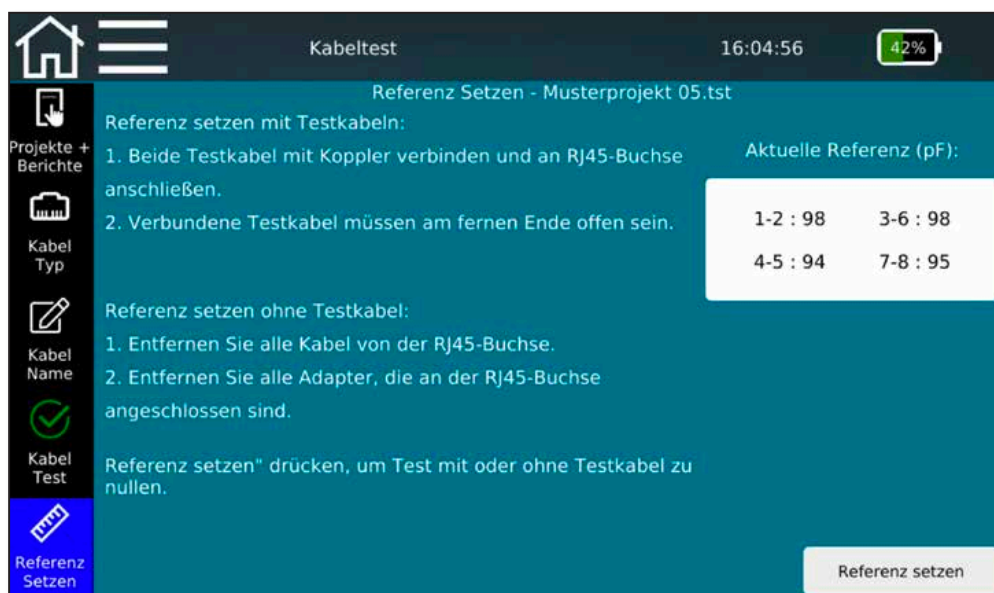 Kabeltest
16:04:56
42%
Referenz Setzen - Musterprojekt 05.tst
Projekte +
Berichte
Kabel
Typ
Kabel
Name
Kabel
Test
Referenz
Setzen
Referenz setzen mit Testkabeln:
1. Beide Testkabel mit Koppler verbinden und an RJ45-Buchse
anschließen.
2. Verbundene Testkabel müssen am fernen Ende offen sein.
Referenz setzen ohne Testkabel:
1. Entfernen Sie alle Kabel von der RJ45-Buchse.
2. Entfernen Sie alle Adapter, die an der RJ45-Buchse
angeschlossen sind.
Referenz setzen" drücken, um Test mit oder ohne Testkabel zu
nullen.
Aktuelle Referenz (pF):
1-2 : 98 3-6 : 98
4-5 : 94 7-8 : 95
Referenz setzen